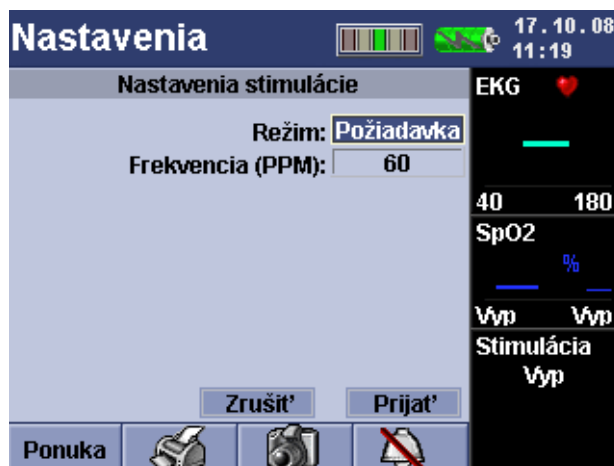 Nastavenia
17.10.08
11:19
Nastavenia stimulácie
Režim: Požiadavka
Frekvencia (PPM): 60
Zrušiť'
Prijať'
Ponuka
EKG
40 180
SpO2
%
Vyp Vyp
Stimulácia
Vyp